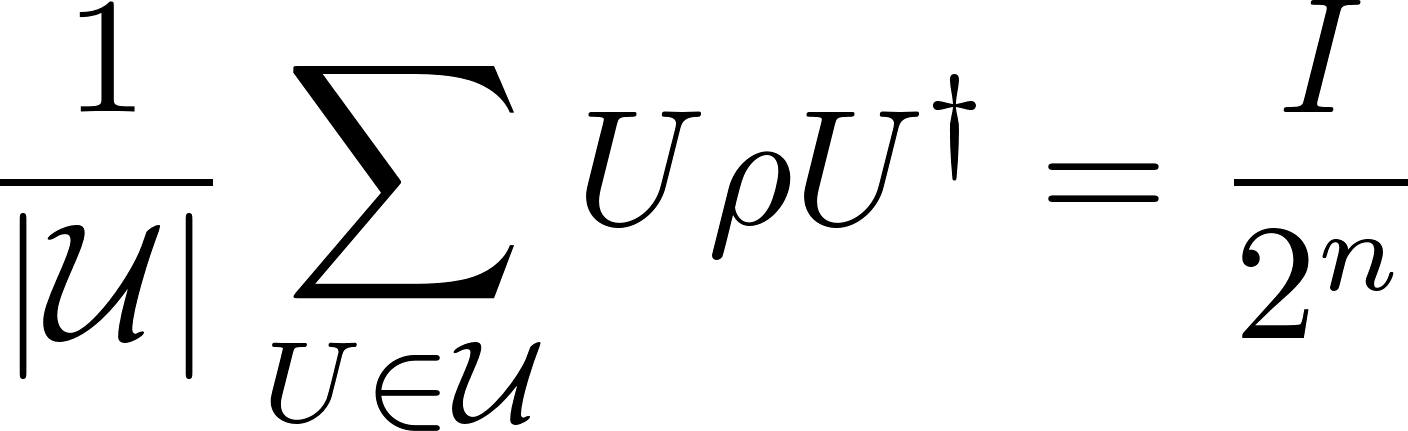 \frac{1}{|\mathcal{U}|} \sum_{U \in \mathcal{U}} U \rho U^{\dagger} = \frac{I}{2^n}